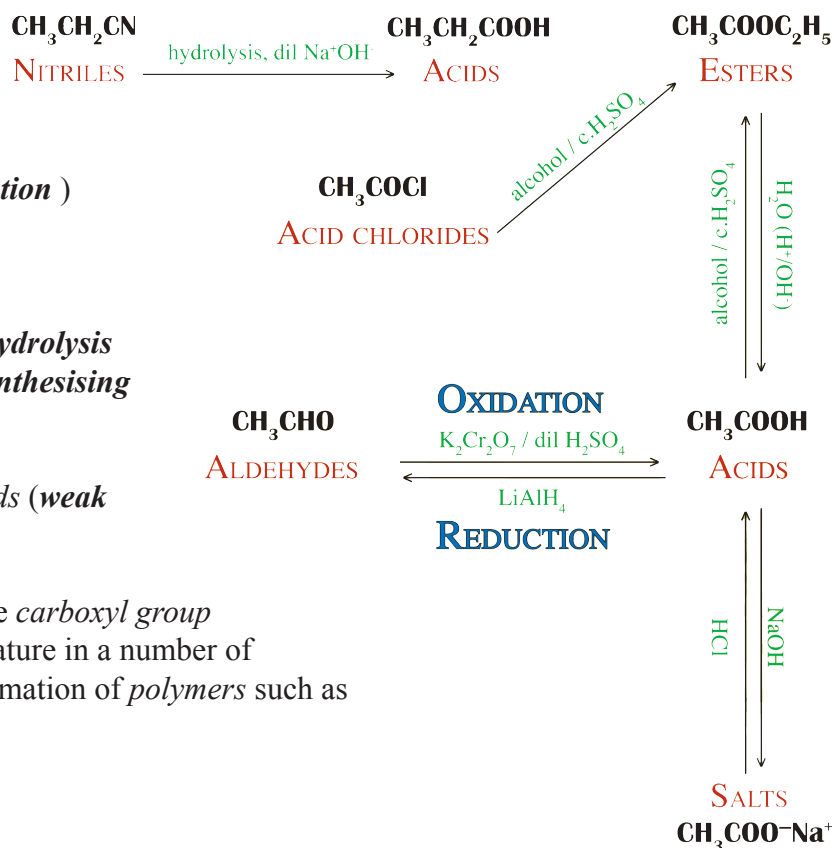 CH₃CH₂CN
NITRILES
hydrolysis, dil Na⁺OH⁻
CH₃CH₂COOH
ACIDS
CH₃COOC₂H₅
ESTERS
tion )
CH₃COCl
ACID CHLORIDES
alcohol / c.H₂SO₄
alcohol / c.H₂SO₄
H₂O (H⁺/OH⁻)
ydrolysis
nthesising
OXIDATION
CH₃CHO
ALDEHYDES
K₂Cr₂O₇ / dil H₂SO₄
LiAlH₄
REDUCTION
CH₃COOH
ACIDS
ds (weak
e carboxyl group
ature in a number of
mation of polymers such as
HCl
NaOH
SALTS
CH₃COO⁻Na⁺